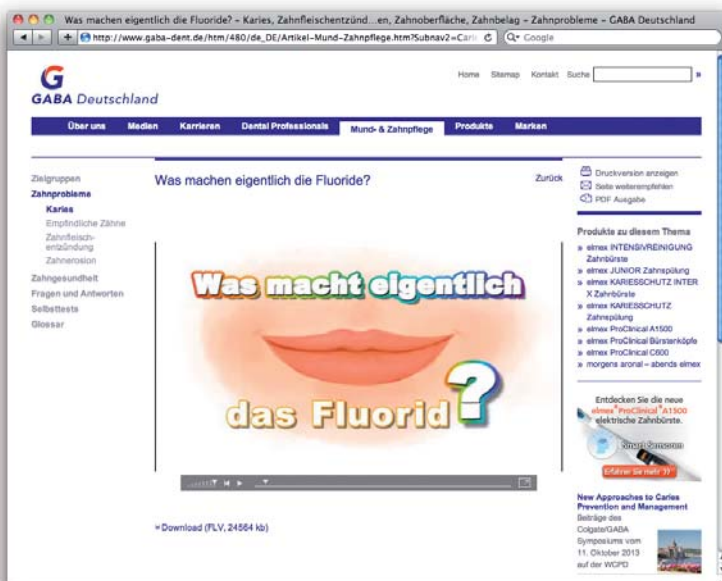 Was machen eigentlich die Fluoride? – Karies, Zahnfleischentzünd...en, Zahnoberfläche, Zahnbelag – Zahnprobleme – GABA Deutschland
http://www.gaba-dent.de/htm/480/de_DE/Artikel-Mund-Zahnpflege.htm?Subnav2=Cari
Google
Home Sitemap Kontakt Suche »
G
GABA Deutschland
Über uns Medien Karrieren Dental Professionals Mund- & Zahnpflege Produkte Marken
Zielgruppen
Zahnprobleme
Karies
Empfindliche Zähne
Zahnfleisch-
entzündung
Zahnerosion
Zahngesundheit
Fragen und Antworten
Selbsttests
Glossar
Was machen eigentlich die Fluoride?
Zurück
Was macht eigentlich
das Fluorid?
» Download (FLV, 24564 kb)
Druckversion anzeigen
Seite weiterempfehlen
PDF Ausgabe
Produkte zu diesem Thema
» elmex INTENSIVREINIGUNG
Zahnbürste
» elmex JUNIOR Zahnspülung
» elmex KARIESSCHUTZ INTER
X Zahnbürste
» elmex KARIESSCHUTZ
Zahnspülung
» elmex ProClinical A1500
» elmex ProClinical Bürstenköpfe
» elmex ProClinical C600
» morgens aronal – abends elmex
Entdecken Sie die neue
elmex® ProClinical® A1500
elektrische Zahnbürste.
Smart Sensoren
Erfahren Sie mehr »
New Approaches to Caries
Prevention and Management
Beiträge des
Colgate/GABA
Symposiums vom
11. Oktober 2013
auf der WCPD